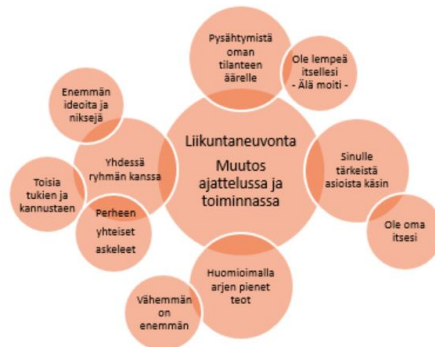 Pysähtymistä
oman
tilanteen
äärelle
Ole lempeä
itsellesi
- Älä moiti -
Enemmän
ideoita ja
niksejä
Yhdessä
ryhmän kanssa
Toisia
tukien ja
kannustaen
Perheen
yhteiset
askeleet
Liikuntaneuvonta
Muutos
ajattelussa ja
toiminnassa
Sinulle
tärkeistä
asioista käsin
Ole oma
itsesi
Huomioimalla
arjen pienet
teot
Vähemmän
on
enemmän